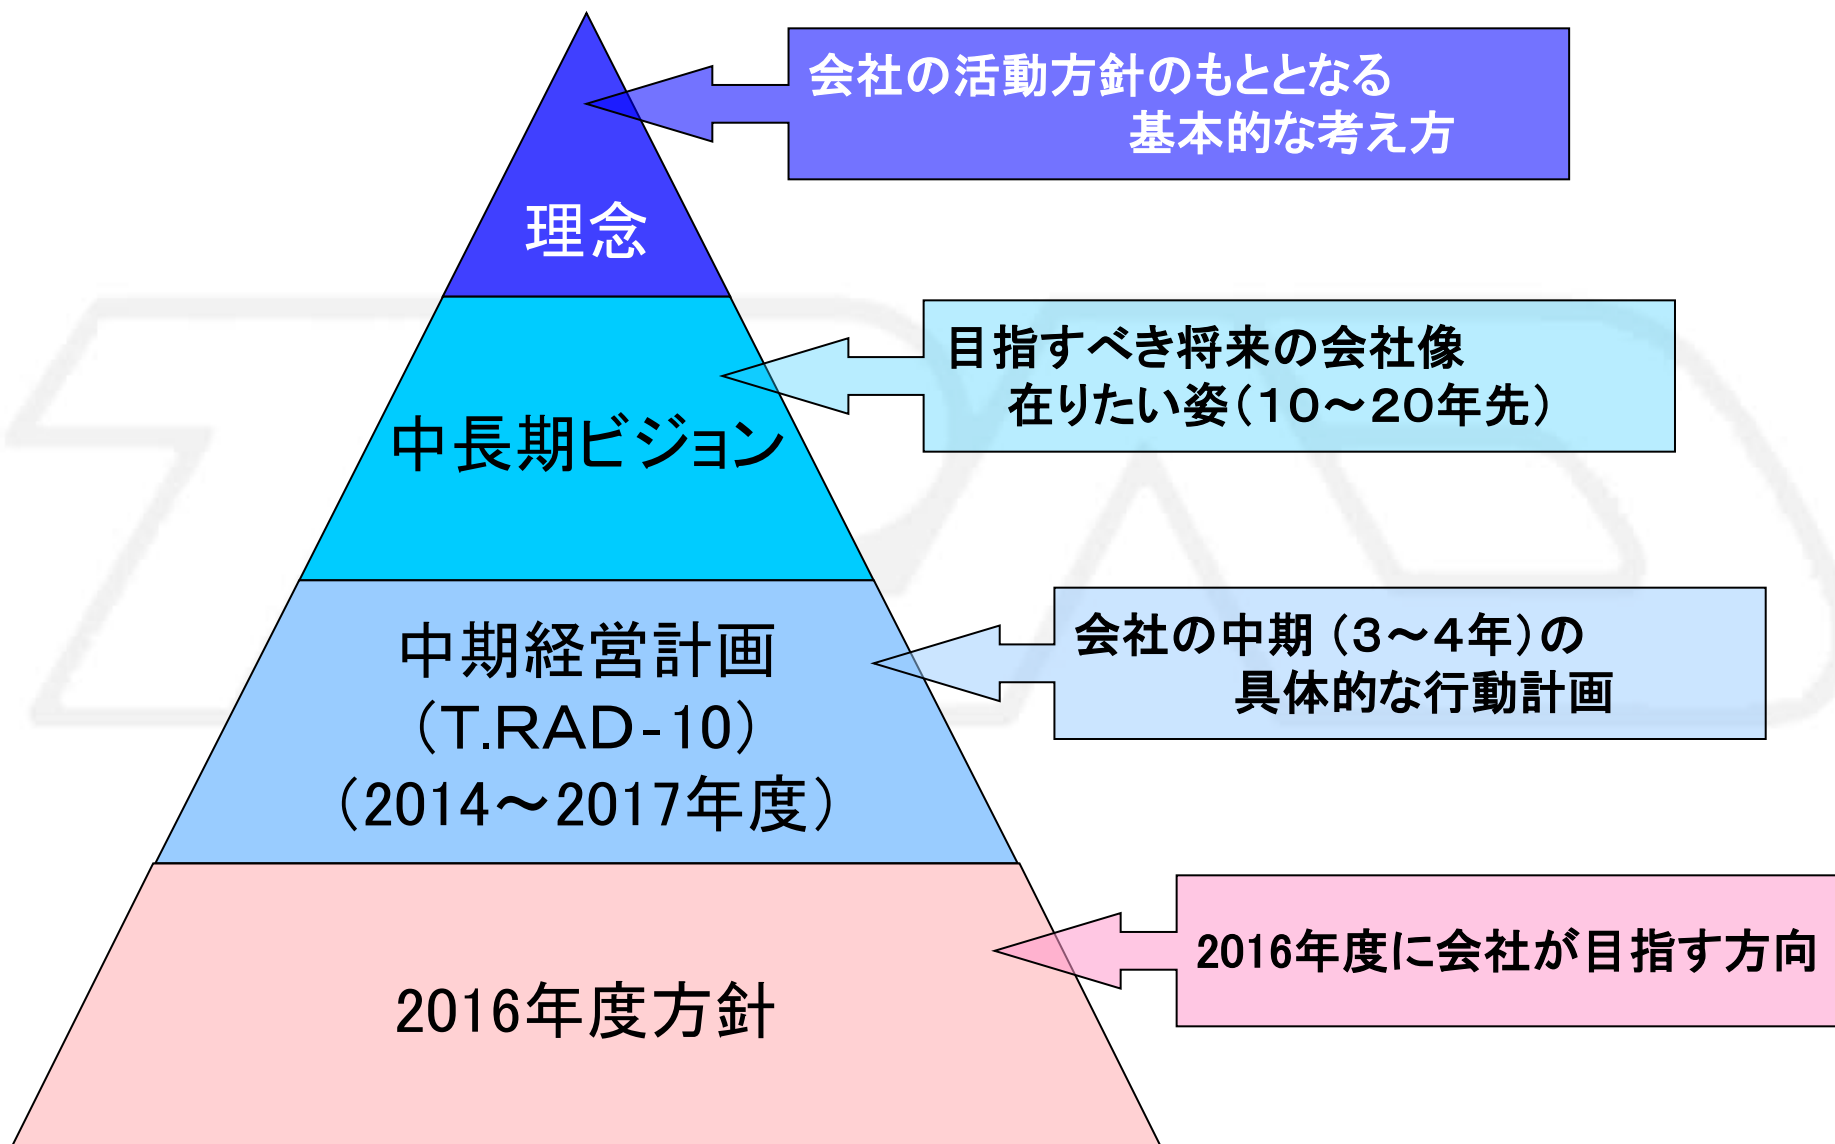 会社の活動方針のもととなる
基本的な考え方
理念
目指すべき将来の会社像
在りたい姿（１０～２０年先）
中長期ビジョン
会社の中期（３～４年）の
具体的な行動計画
中期経営計画
（T.RAD-10）
（2014～2017年度）
2016年度に会社が目指す方向
2016年度方針